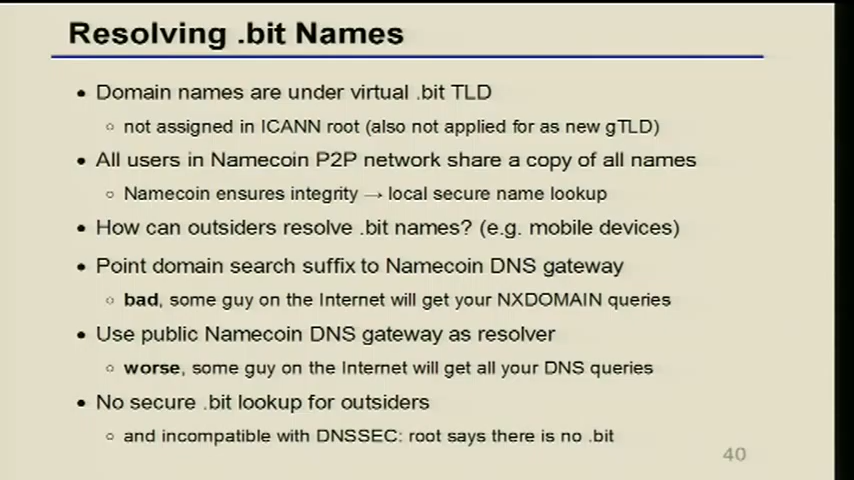 Resolving .bit Names
• Domain names are under virtual .bit TLD
○ not assigned in ICANN root (also not applied for as new gTLD)
• All users in Namecoin P2P network share a copy of all names
○ Namecoin ensures integrity → local secure name lookup
• How can outsiders resolve .bit names? (e.g. mobile devices)
• Point domain search suffix to Namecoin DNS gateway
○ bad, some guy on the Internet will get your NXDOMAIN queries
• Use public Namecoin DNS gateway as resolver
○ worse, some guy on the Internet will get all your DNS queries
• No secure .bit lookup for outsiders
○ and incompatible with DNSSEC: root says there is no .bit
40